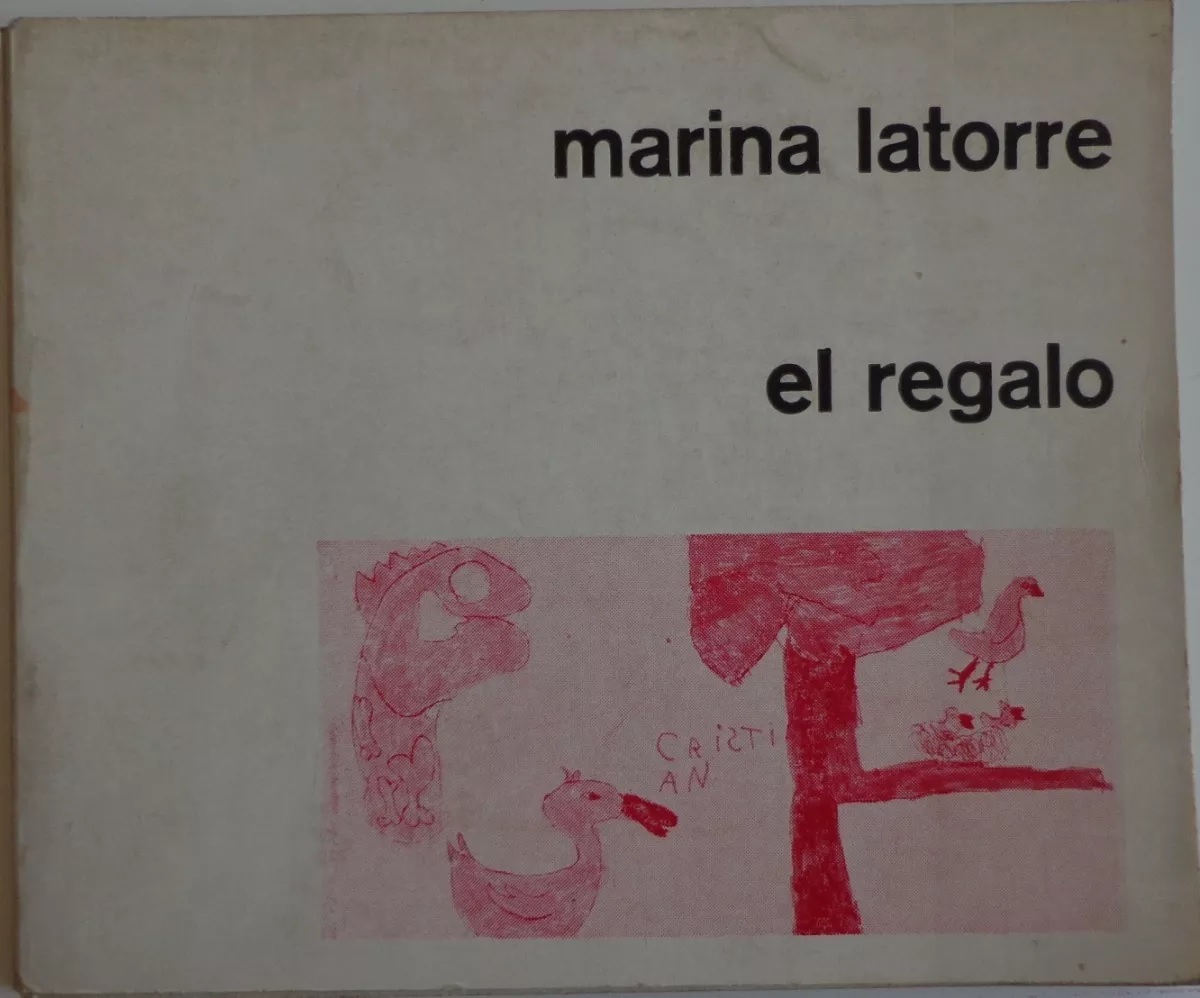 marina latorre
el regalo
CRiSTi
AN